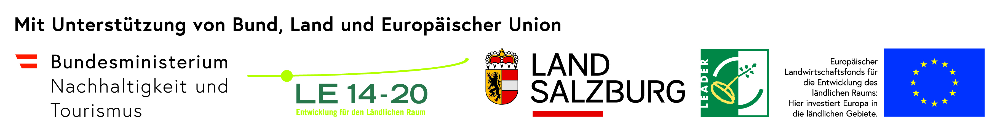 Mit Unterstützung von Bund, Land und Europäischer Union
Bundesministerium
Nachhaltigkeit und
Tourismus
LE 14-20
Entwicklung für den Ländlichen Raum
LAND
SALZBURG
LEADER
Europäischer
Landwirtschaftsfonds für
die Entwicklung des
ländlichen Raums:
Hier investiert Europa in
die ländlichen Gebiete.